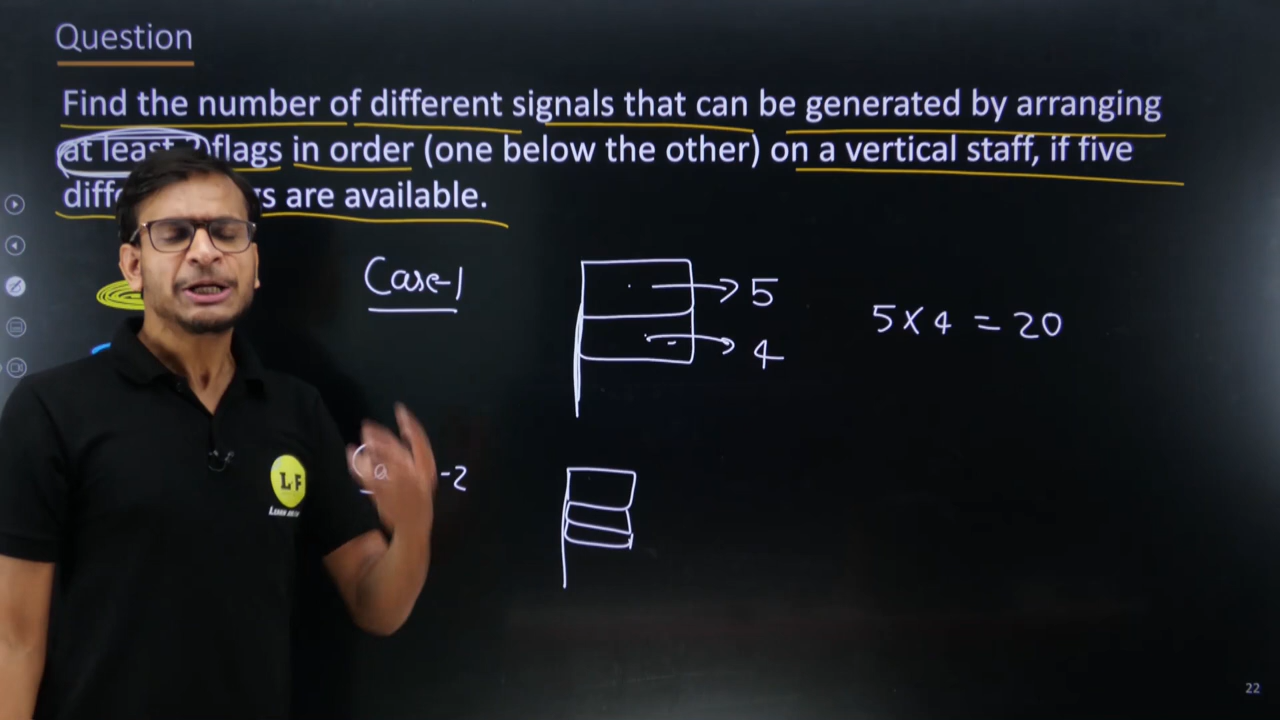 Question
Find the number of different signals that can be generated by arranging
at least flags in order (one below the other) on a vertical staff, if five
are available.
Case-1
5
4
5 × 4 = 20
-2
LF
22